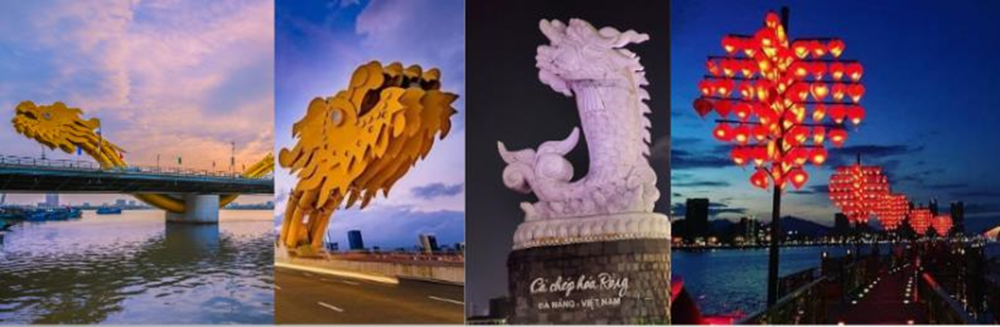 Cá chép hóa Rồng
ĐÀ NẴNG - VIỆT NAM